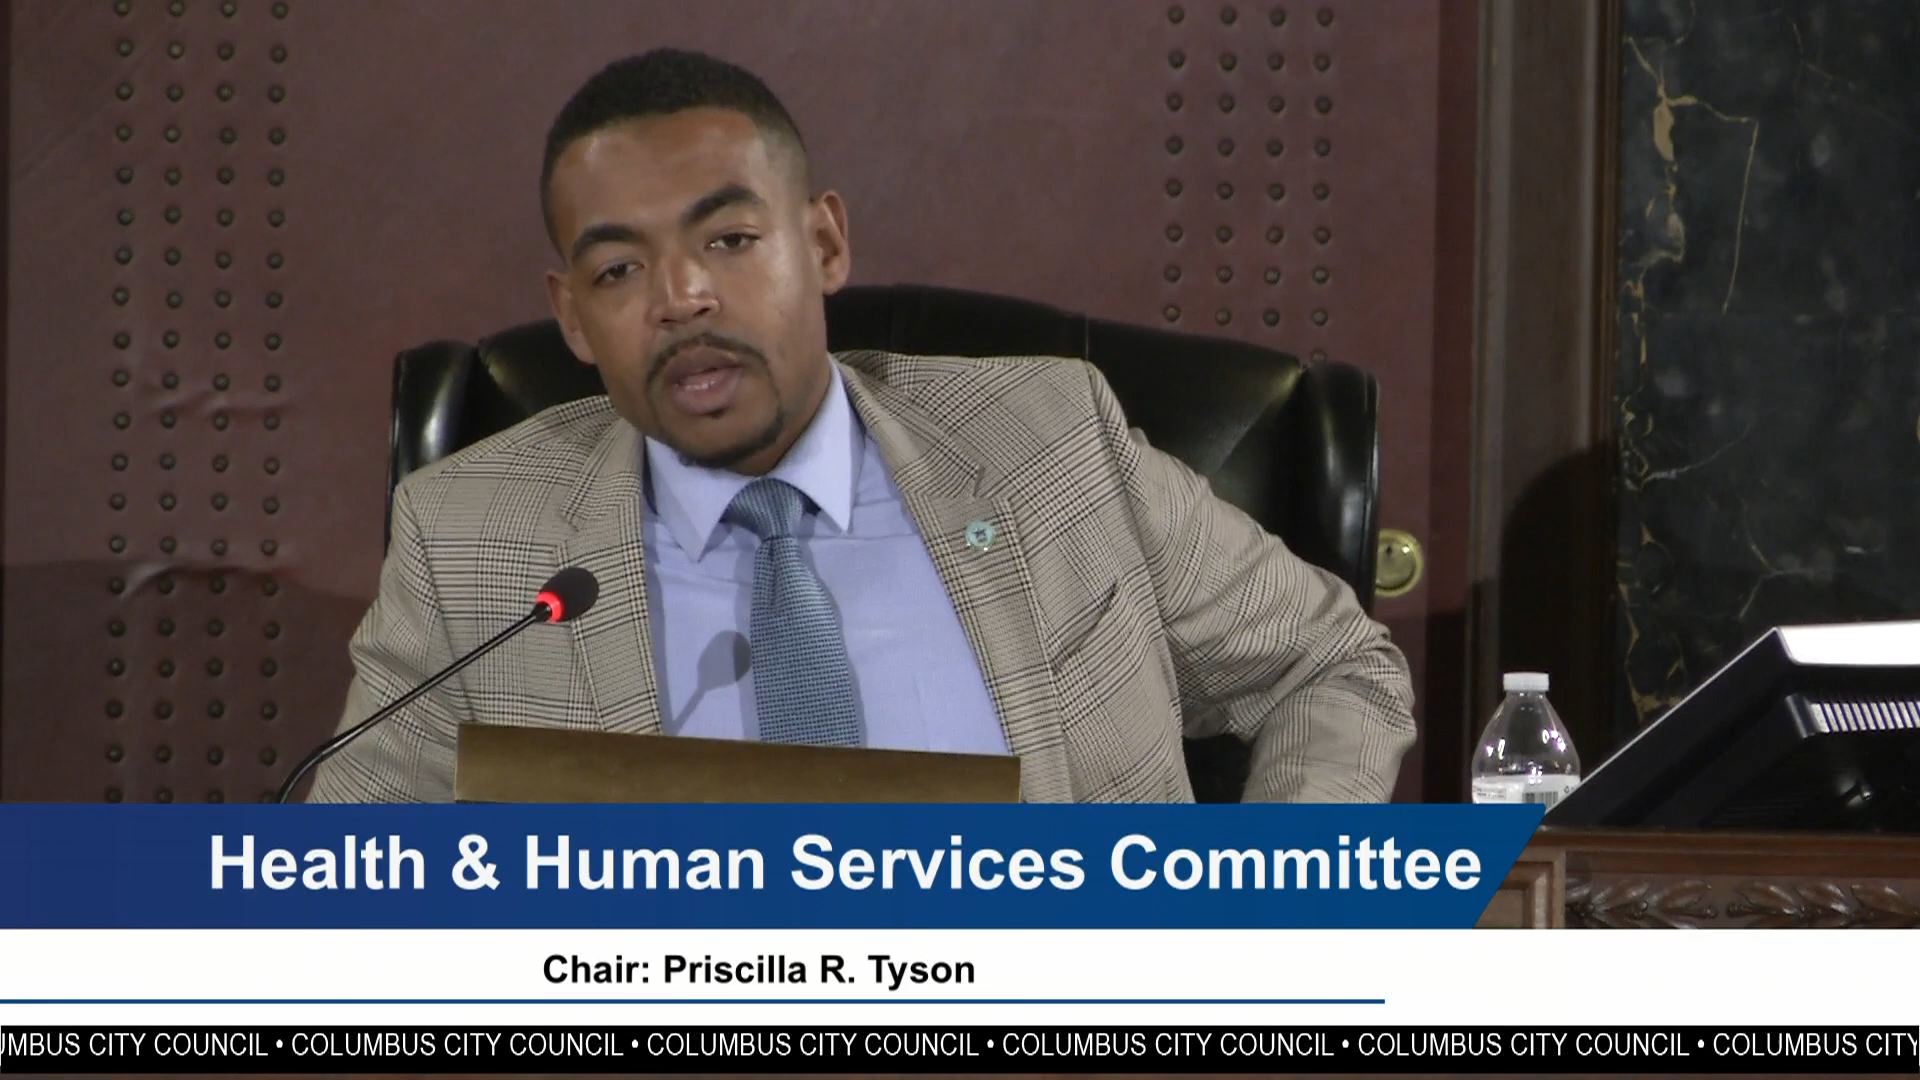 Health & Human Services Committee
Chair: Priscilla R. Tyson
UMBUS CITY COUNCIL • COLUMBUS CITY COUNCIL • COLUMBUS CITY COUNCIL • COLUMBUS CITY COUNCIL • COLUMBUS CITY COUNCIL • COLUMBUS CITY